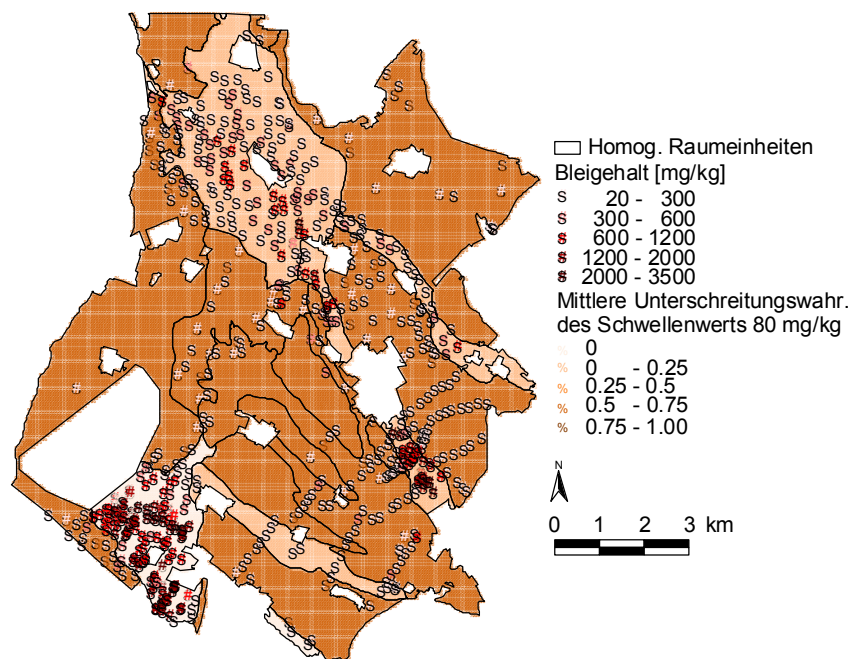 Homog. Raumeinheiten
Bleigehalt [mg/kg]
S 20 - 300
S 300 - 600
S 600 - 1200
S 1200 - 2000
S 2000 - 3500
Mittlere Unterschreitungswahr.
des Schwellenwerts 80 mg/kg
% 0
% 0 - 0.25
% 0.25 - 0.5
% 0.5 - 0.75
% 0.75 - 1.00
N
0 1 2 3 km